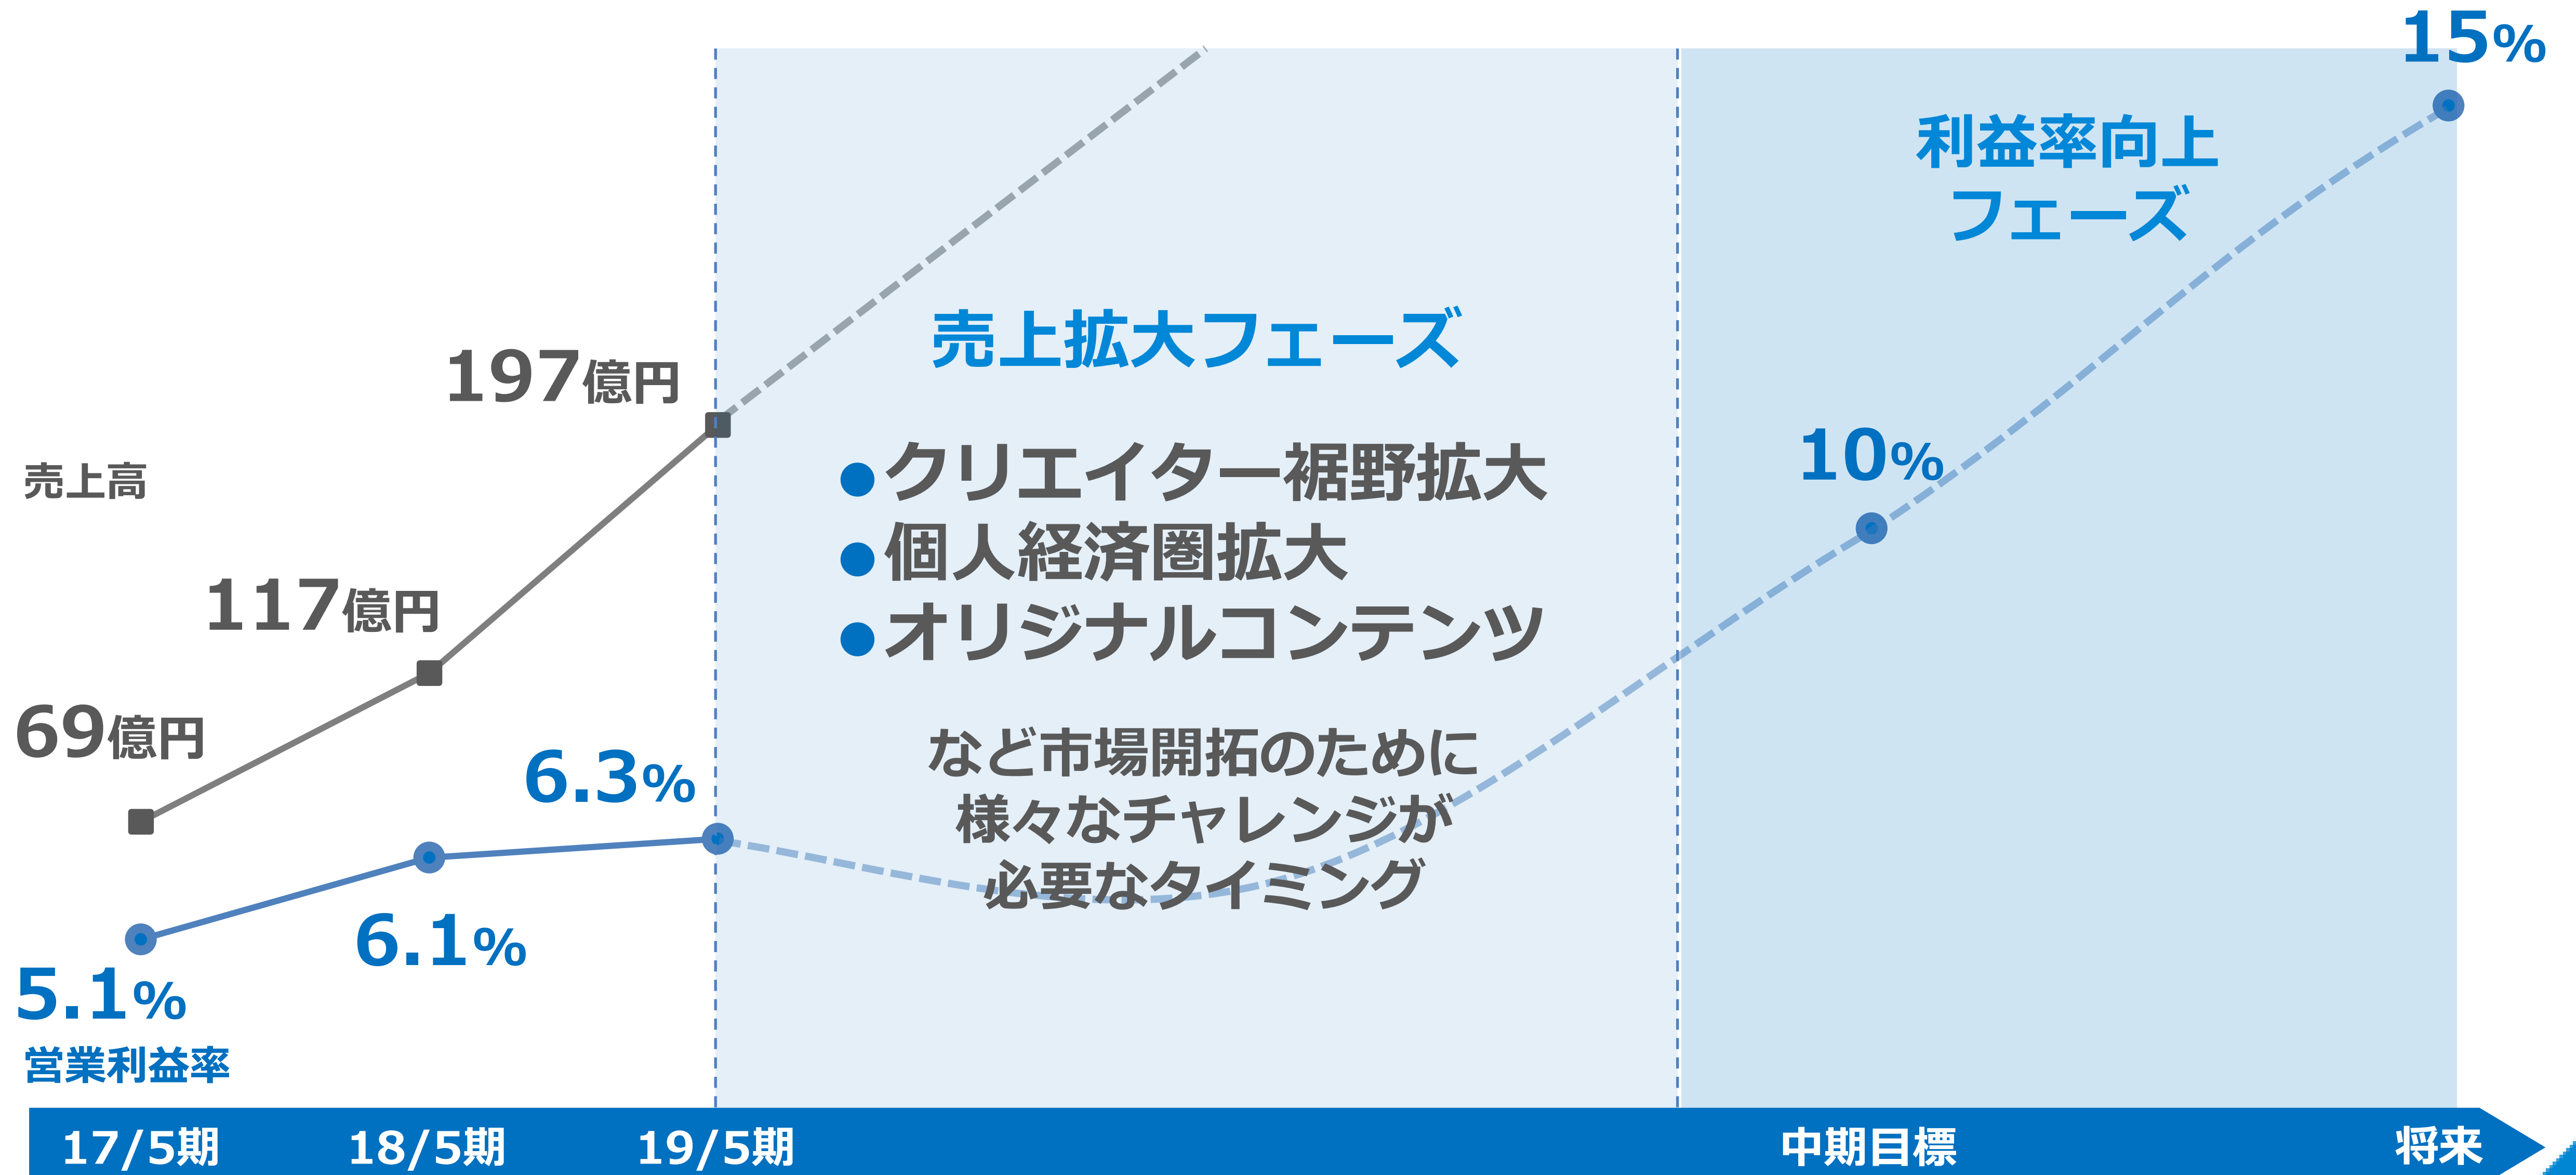 15%
利益率向上
フェーズ
売上拡大フェーズ
197億円
●クリエイター裾野拡大
10%
売上高
●個人経済圏拡大
117億円
●オリジナルコンテンツ
69億円
など市場開拓のために
6.3%
様々なチャレンジが
必要なタイミング
6.1%
5.1%
営業利益率
17/5期 18/5期 19/5期 中期目標 将来